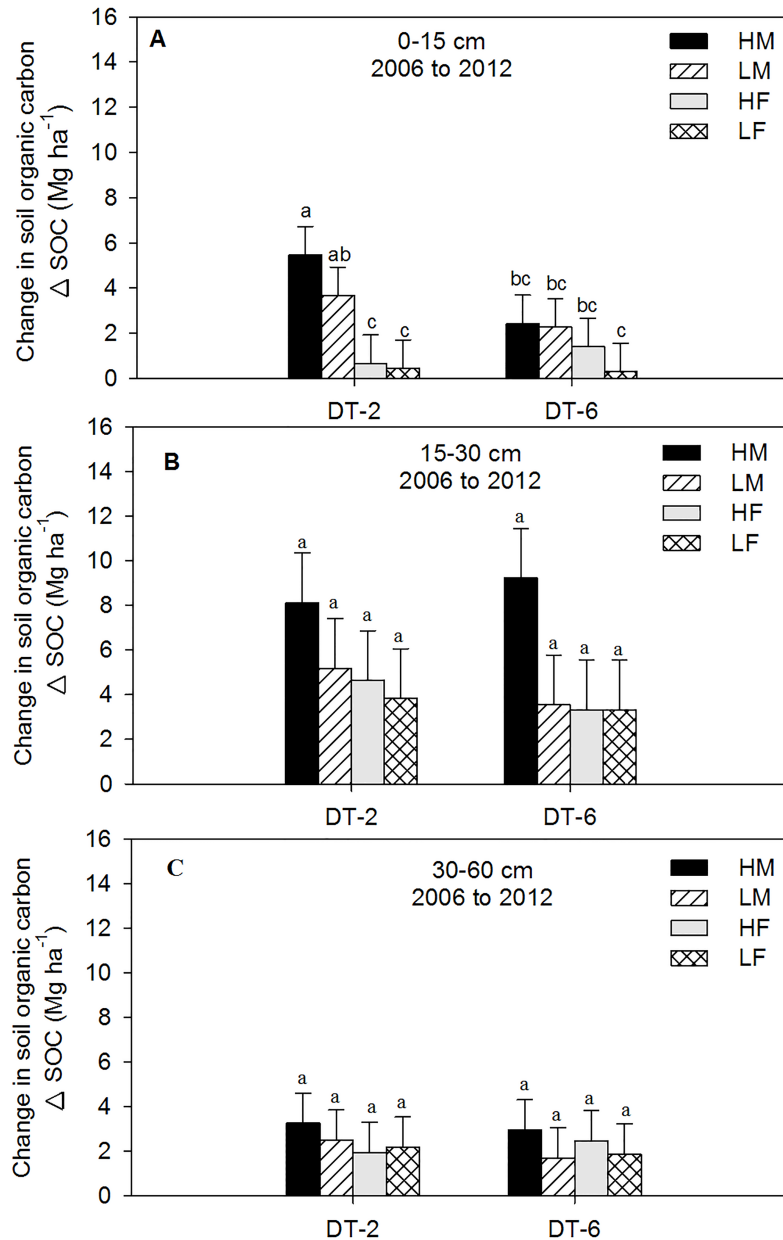 A
0-15 cm
2006 to 2012
HM
LM
HF
LF
Change in soil organic carbon
△ SOC (Mg ha⁻¹)
16
14
12
10
8
6
4
2
0
a
ab
c
c
bc
bc
bc
c
DT-2
DT-6
B
15-30 cm
2006 to 2012
HM
LM
HF
LF
Change in soil organic carbon
△ SOC (Mg ha⁻¹)
16
14
12
10
8
6
4
2
0
a
a
a
a
a
a
a
a
DT-2
DT-6
C
30-60 cm
2006 to 2012
HM
LM
HF
LF
Change in soil organic carbon
△ SOC (Mg ha⁻¹)
16
14
12
10
8
6
4
2
0
a
a
a
a
a
a
a
a
DT-2
DT-6